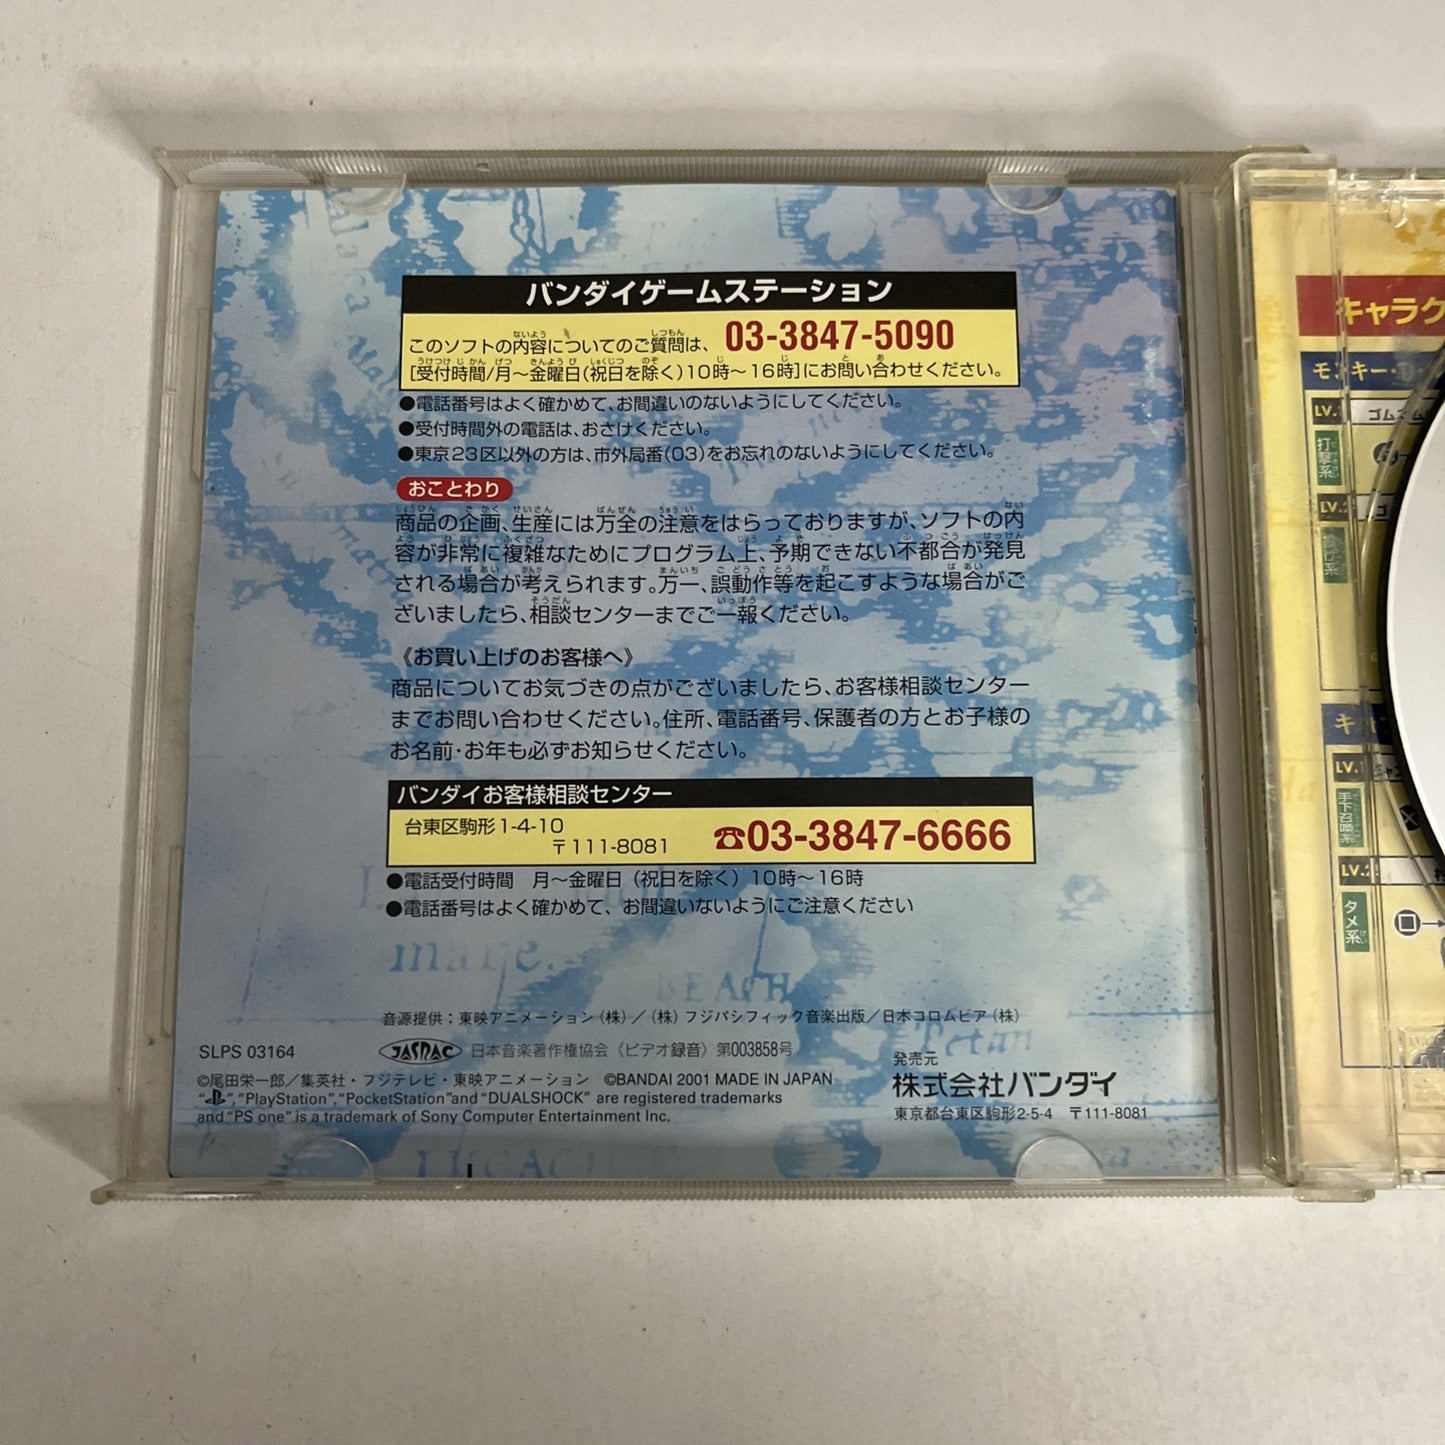 バンダイゲームステーション
このソフトの内容についてのご質問は、 03-3847-5090
[受付時間/月～金曜日(祝日を除く)10時～16時]にお問い合わせください。
●電話番号はよく確かめて、お間違いのないようにしてください。
●受付時間外の電話は、おさけください。
●東京23区以外の方は、市外局番(03)をお忘れのないようにしてください。
おことわり
商品の企画、生産には万全の注意をはらっておりますが、ソフトの内
容が非常に複雑なためにプログラム上、予期できない不都合が発見
される場合が考えられます。万一、誤動作等を起こすような場合がご
ざいましたら、相談センターまでご一報ください。
《お買い上げのお客様へ》
商品についてお気づきの点がございましたら、お客様相談センター
までお問い合わせください。住所、電話番号、保護者の方とお子様の
お名前・お年も必ずお知らせください。
バンダイお客様相談センター
台東区駒形1-4-10
〒111-8081 ☎03-3847-6666
●電話受付時間 月～金曜日（祝日を除く）10時～16時
●電話番号はよく確かめて、お間違いないようにご注意ください
音源提供：東映アニメーション（株）／（株）フジパシフィック音楽出版／日本コロムビア（株）
SLPS 03164
JASRAC 日本音楽著作権協会〈ビデオ録音〉第003858号
©尾田栄一郎／集英社・フジテレビ・東映アニメーション ©BANDAI 2001 MADE IN JAPAN
“ ”, “PlayStation”, “PocketStation”and “DUALSHOCK” are registered trademarks
and “PS one” is a trademark of Sony Computer Entertainment Inc.
発売元
株式会社バンダイ
東京都台東区駒形2-5-4 〒111-8081
mare.
BEACH
Tetun
キャラク
モンキー・
LV.
打撃系
LV.
LV.
手下召喚系
LV.2
タメ系